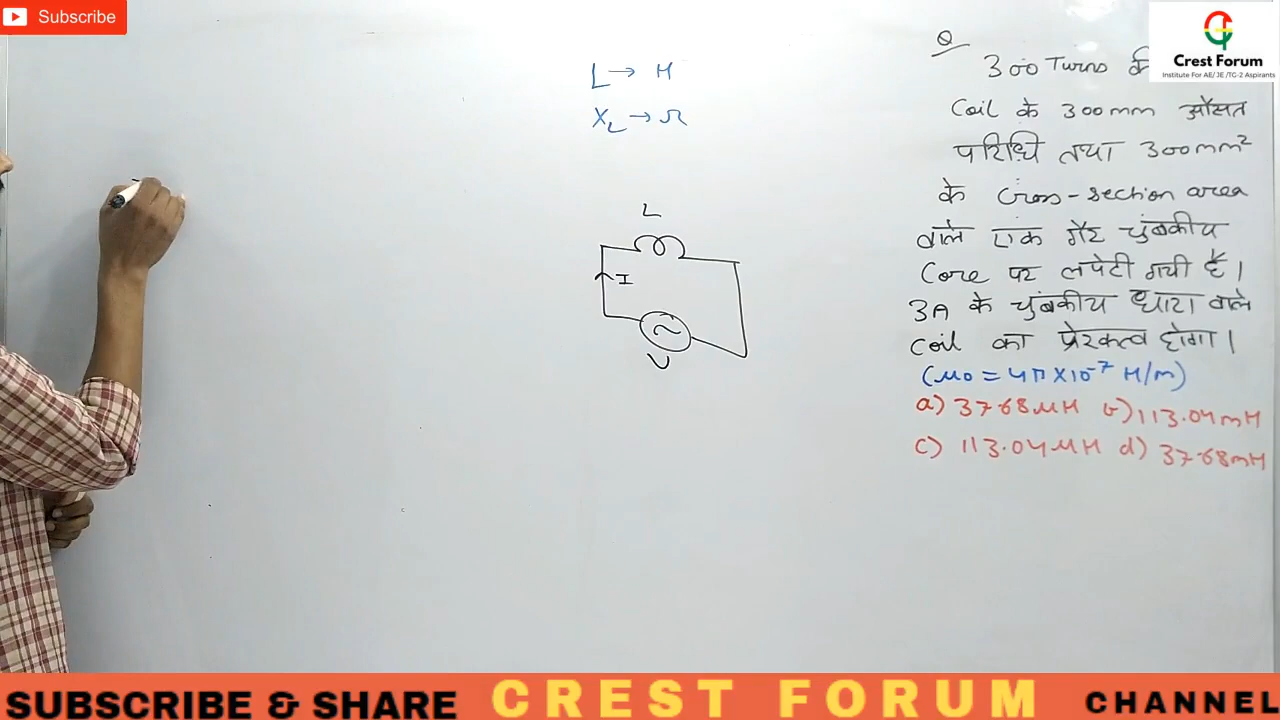 Subscribe
L → H
X_L → Ω
L
I
V
Q
Crest Forum
Institute For AE/ JE /TG-2 Aspirants
300 Turns की
Coil के 300mm औसत
परिधि तथा 300mm²
के cross-section area
वाले एक गैर चुंबकीय
Core पर लपेटी गयी है।
3A के चुंबकीय धारा वाले
Coil का प्रेरकत्व होगा।
(μ₀ = 4π×10⁻⁷ H/m)
a) 37.68μH b) 113.04mH
c) 113.04μH d) 37.68mH
SUBSCRIBE & SHARE CREST FORUM CHANNEL